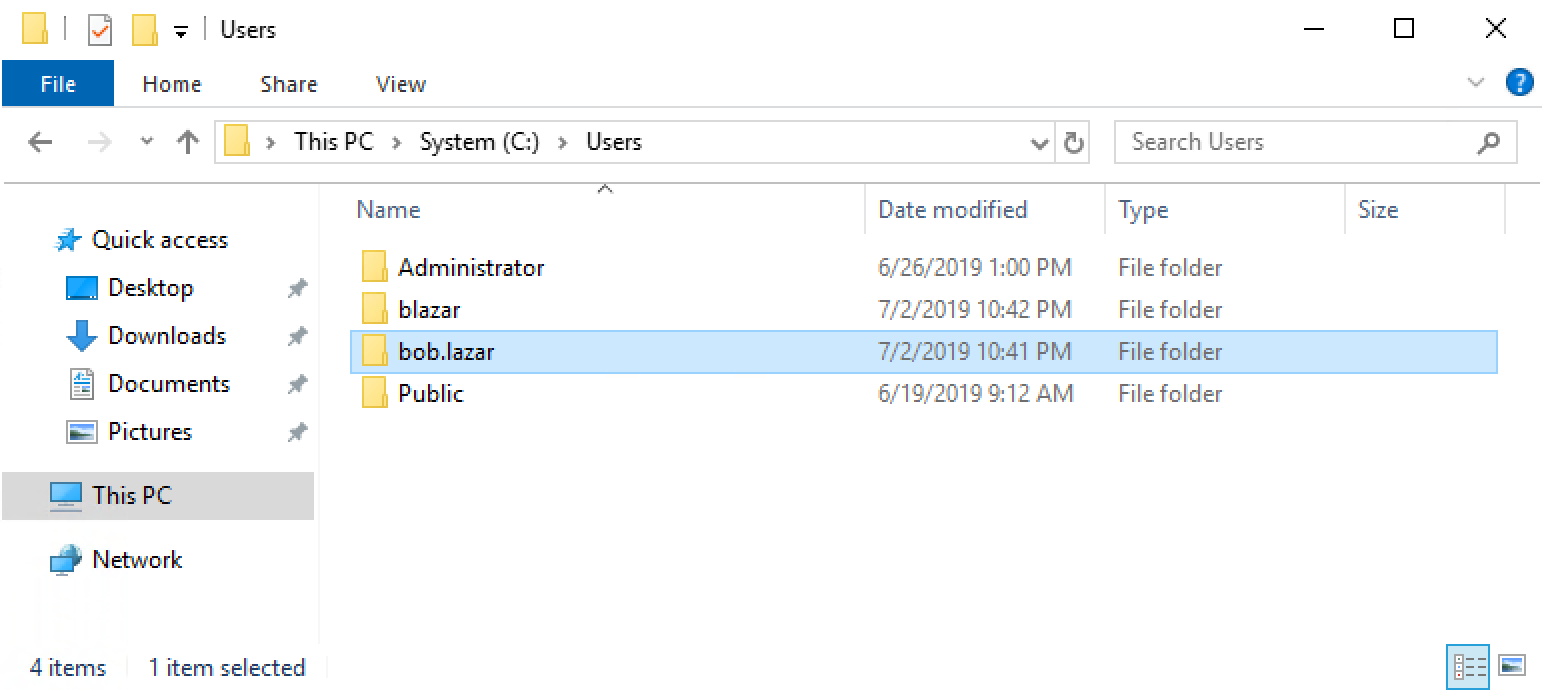 Users
File Home Share View
This PC System (C:) Users
Search Users
Name Date modified Type Size
Quick access
Desktop
Downloads
Documents
Pictures
This PC
Network
Administrator 6/26/2019 1:00 PM File folder
blazar 7/2/2019 10:42 PM File folder
bob.lazar 7/2/2019 10:41 PM File folder
Public 6/19/2019 9:12 AM File folder
4 items 1 item selected